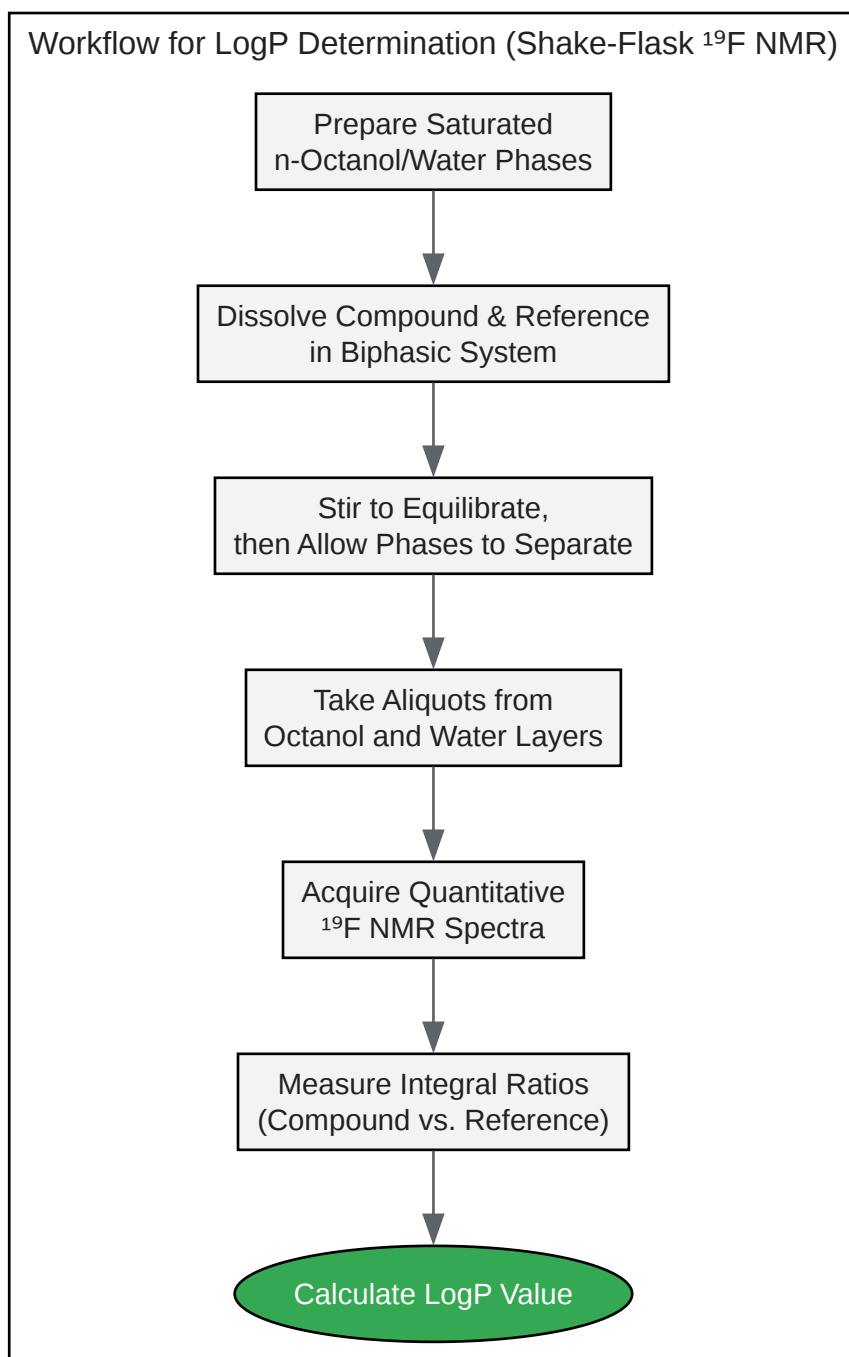 Workflow for LogP Determination (Shake-Flask ¹⁹F NMR)
Prepare Saturated
n-Octanol/Water Phases
Dissolve Compound & Reference
in Biphasic System
Stir to Equilibrate,
then Allow Phases to Separate
Take Aliquots from
Octanol and Water Layers
Acquire Quantitative
¹⁹F NMR Spectra
Measure Integral Ratios
(Compound vs. Reference)
Calculate LogP Value